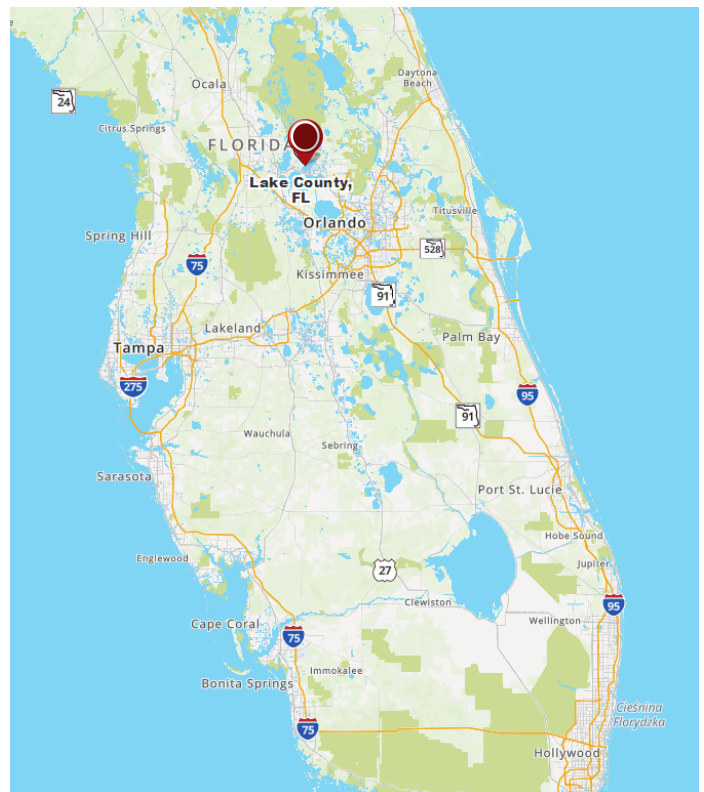 Daytona
Beach
Ocala
24
Citrus Springs
FLORIDA
Lake County,
FL
Titusville
Orlando
Spring Hill
528
75
Kissimmee
91
Lakeland
Palm Bay
Tampa
275
95
91
Wauchula
Sebring
Sarasota
Port St. Lucie
Hobe Sound
Englewood
Jupiter
27
Clewiston
95
Cape Coral
Wellington
75
Immokalee
Bonita Springs
Cieśnina
Florydzka
75
Hollywood